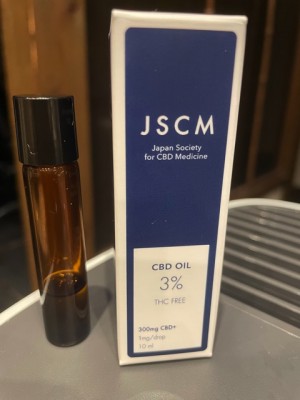 JSCM
Japan Society
for CBD Medicine
CBD OIL
3%
THC FREE
300mg CBD+
1mg/drop
10 ml